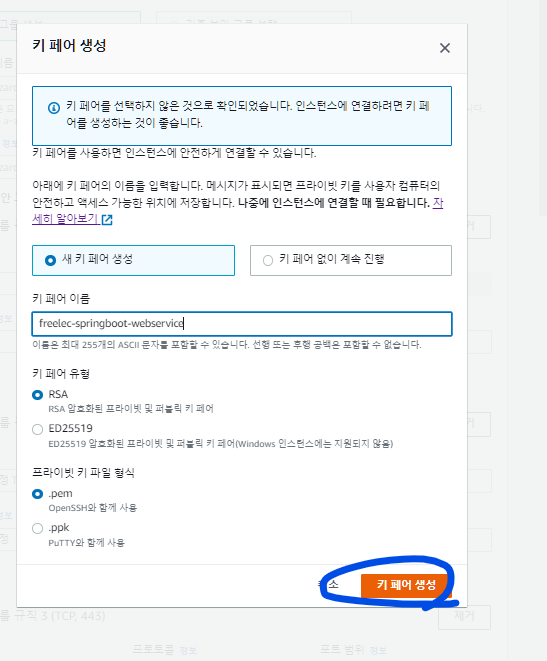 키 페어 생성
키 페어를 선택하지 않은 것으로 확인되었습니다. 인스턴스에 연결하려면 키 페
어를 생성하는 것이 좋습니다.
키 페어를 사용하면 인스턴스에 안전하게 연결할 수 있습니다.
아래에 키 페어의 이름을 입력합니다. 메시지가 표시되면 프라이빗 키를 사용자 컴퓨터의
안전하고 액세스 가능한 위치에 저장합니다. 나중에 인스턴스에 연결할 때 필요합니다. 자
세히 알아보기
새 키 페어 생성
키 페어 없이 계속 진행
키 페어 이름
freelec-springboot-webservice
이름은 최대 255개의 ASCII 문자를 포함할 수 있습니다. 선행 또는 후행 공백은 포함할 수 없습니다.
키 페어 유형
RSA
RSA 암호화된 프라이빗 및 퍼블릭 키 페어
ED25519
ED25519 암호화된 프라이빗 및 퍼블릭 키 페어(Windows 인스턴스에는 지원되지 않음)
프라이빗 키 파일 형식
.pem
OpenSSH와 함께 사용
.ppk
PuTTY와 함께 사용
키 페어 생성
규칙 3 (TCP, 443)
제거
프로토콜 정보
포트 범위 정보